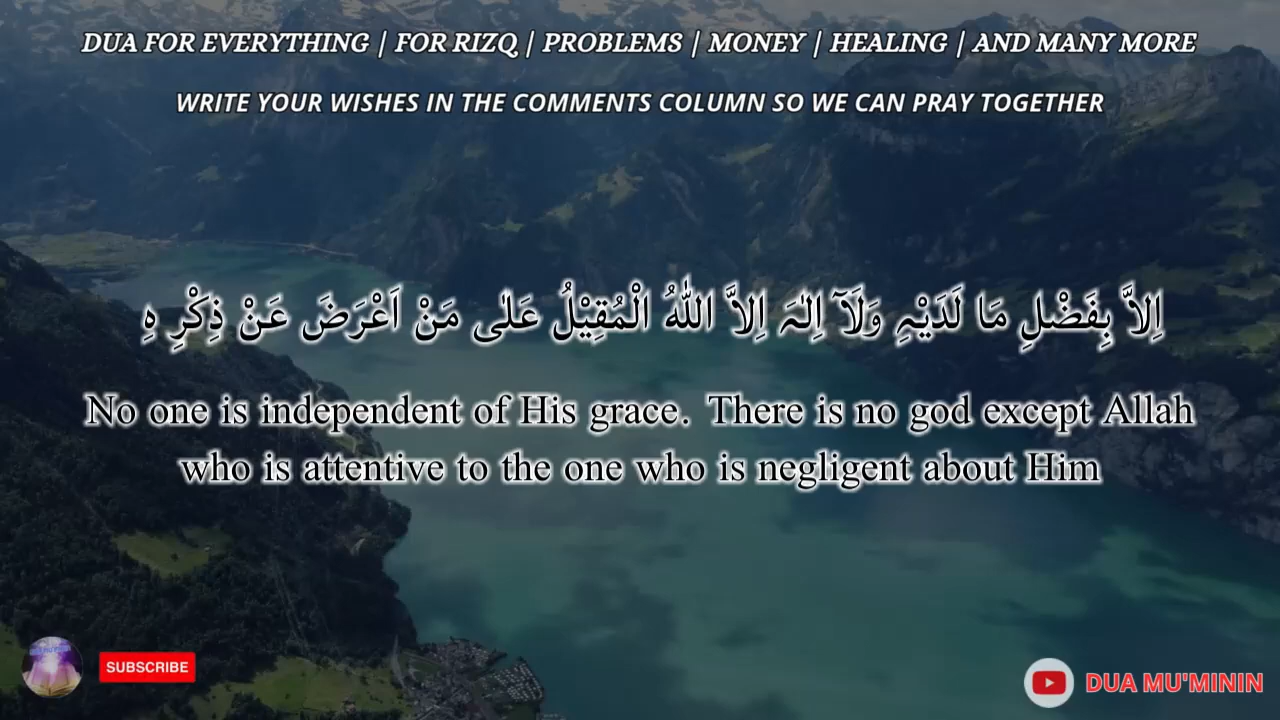 DUA FOR EVERYTHING | FOR RIZQ | PROBLEMS | MONEY | HEALING | AND MANY MORE
WRITE YOUR WISHES IN THE COMMENTS COLUMN SO WE CAN PRAY TOGETHER
اِلاَّ بِفَضْلِ مَا لَدَيْہِ وَلَآ اِلٰہَ اِلاَّ اللّٰهُ الْمُقِيْلُ عَلٰى مَنْ اَعْرَضَ عَنْ ذِكْرِ ہِ
No one is independent of His grace. There is no god except Allah
who is attentive to the one who is negligent about Him
SUBSCRIBE
DUA MU'MININ